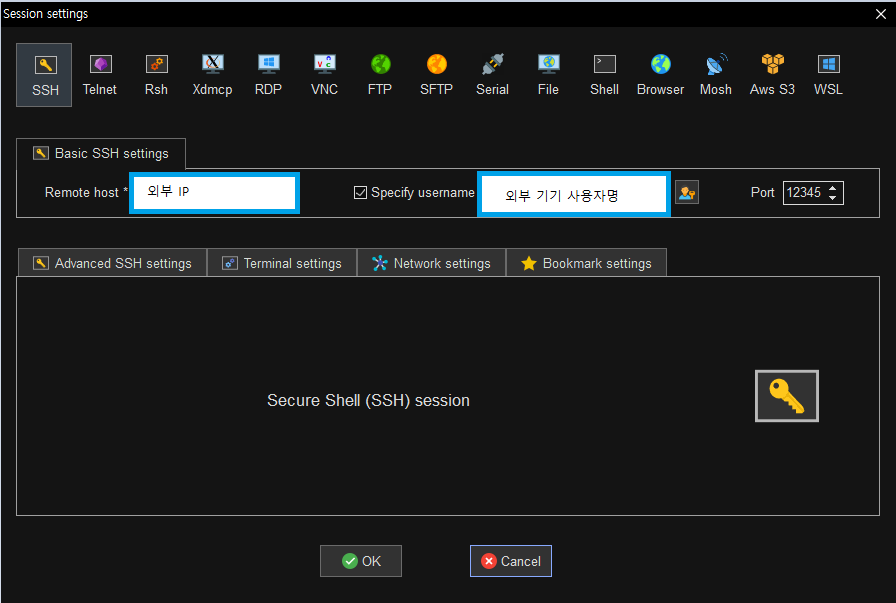 Session settings
SSH Telnet Rsh Xdmcp RDP VNC FTP SFTP Serial File Shell Browser Mosh Aws S3 WSL
Basic SSH settings
Remote host * 외부 IP Specify username 외부 기기 사용자명 Port 12345
Advanced SSH settings Terminal settings Network settings Bookmark settings
Secure Shell (SSH) session
OK Cancel